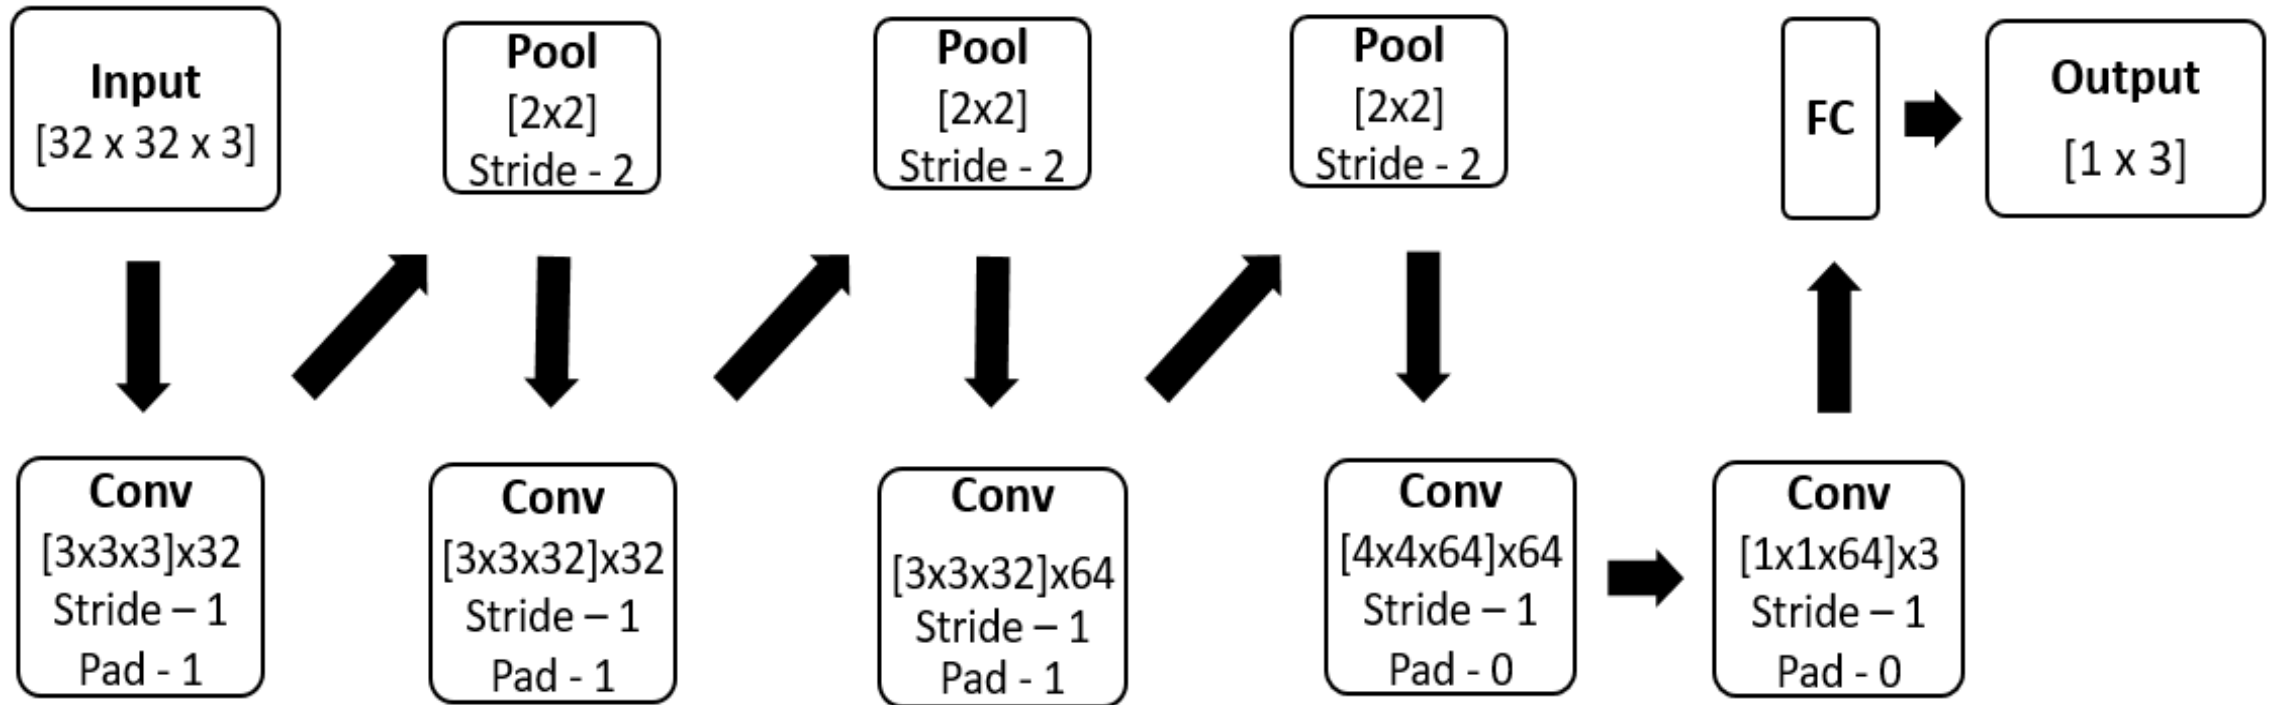 Input
[32 x 32 x 3]
Conv
[3x3x3]x32
Stride – 1
Pad - 1
Pool
[2x2]
Stride - 2
Conv
[3x3x32]x32
Stride – 1
Pad - 1
Pool
[2x2]
Stride - 2
Conv
[3x3x32]x64
Stride – 1
Pad - 1
Pool
[2x2]
Stride - 2
Conv
[4x4x64]x64
Stride – 1
Pad - 0
Conv
[1x1x64]x3
Stride – 1
Pad - 0
FC
Output
[1 x 3]